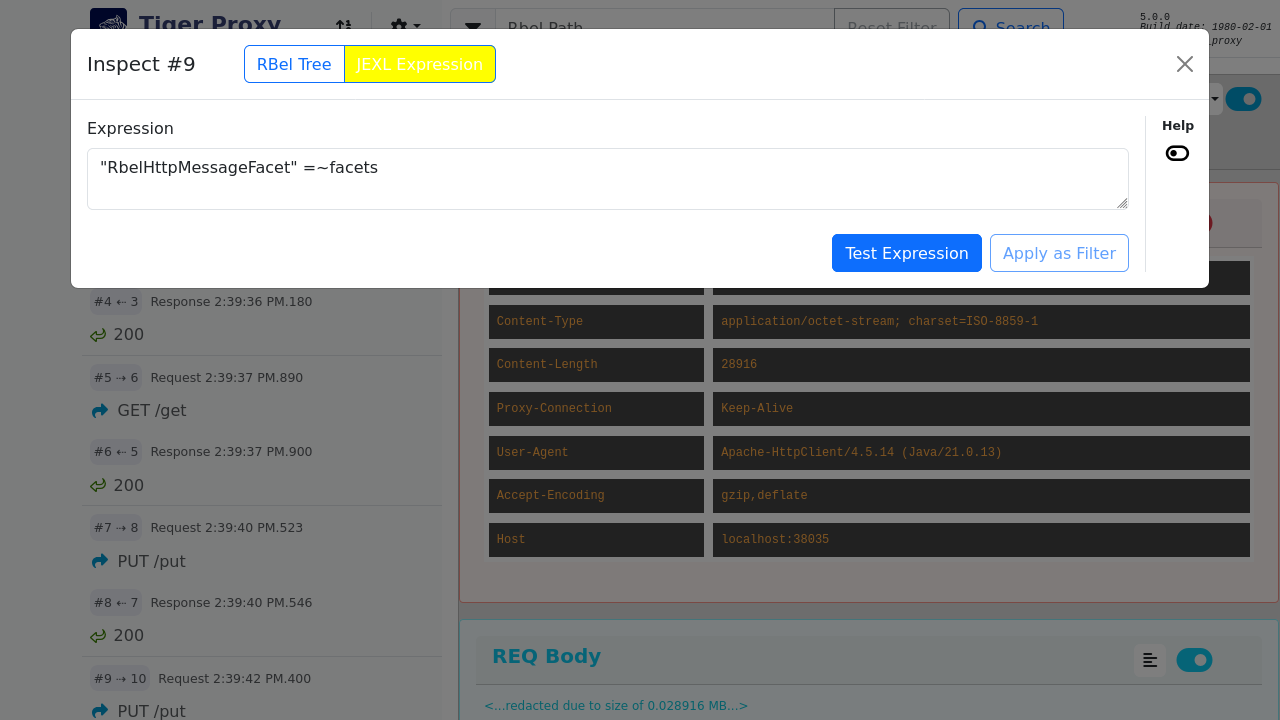 Tiger Proxy
Rbel Path
Reset Filter
Search
5.0.0
Build date: 1980-02-01
proxy
Inspect #9
RBel Tree
JEXL Expression
Expression
"RbelHttpMessageFacet" =~facets
Help
Test Expression
Apply as Filter
#4 ⇠ 3 Response 2:39:36 PM.180
200
#5 ⇢ 6 Request 2:39:37 PM.890
GET /get
#6 ⇠ 5 Response 2:39:37 PM.900
200
#7 ⇢ 8 Request 2:39:40 PM.523
PUT /put
#8 ⇠ 7 Response 2:39:40 PM.546
200
#9 ⇢ 10 Request 2:39:42 PM.400
PUT /put
Content-Type application/octet-stream; charset=ISO-8859-1
Content-Length 28916
Proxy-Connection Keep-Alive
User-Agent Apache-HttpClient/4.5.14 (Java/21.0.13)
Accept-Encoding gzip,deflate
Host localhost:38035
REQ Body
<...redacted due to size of 0.028916 MB...>